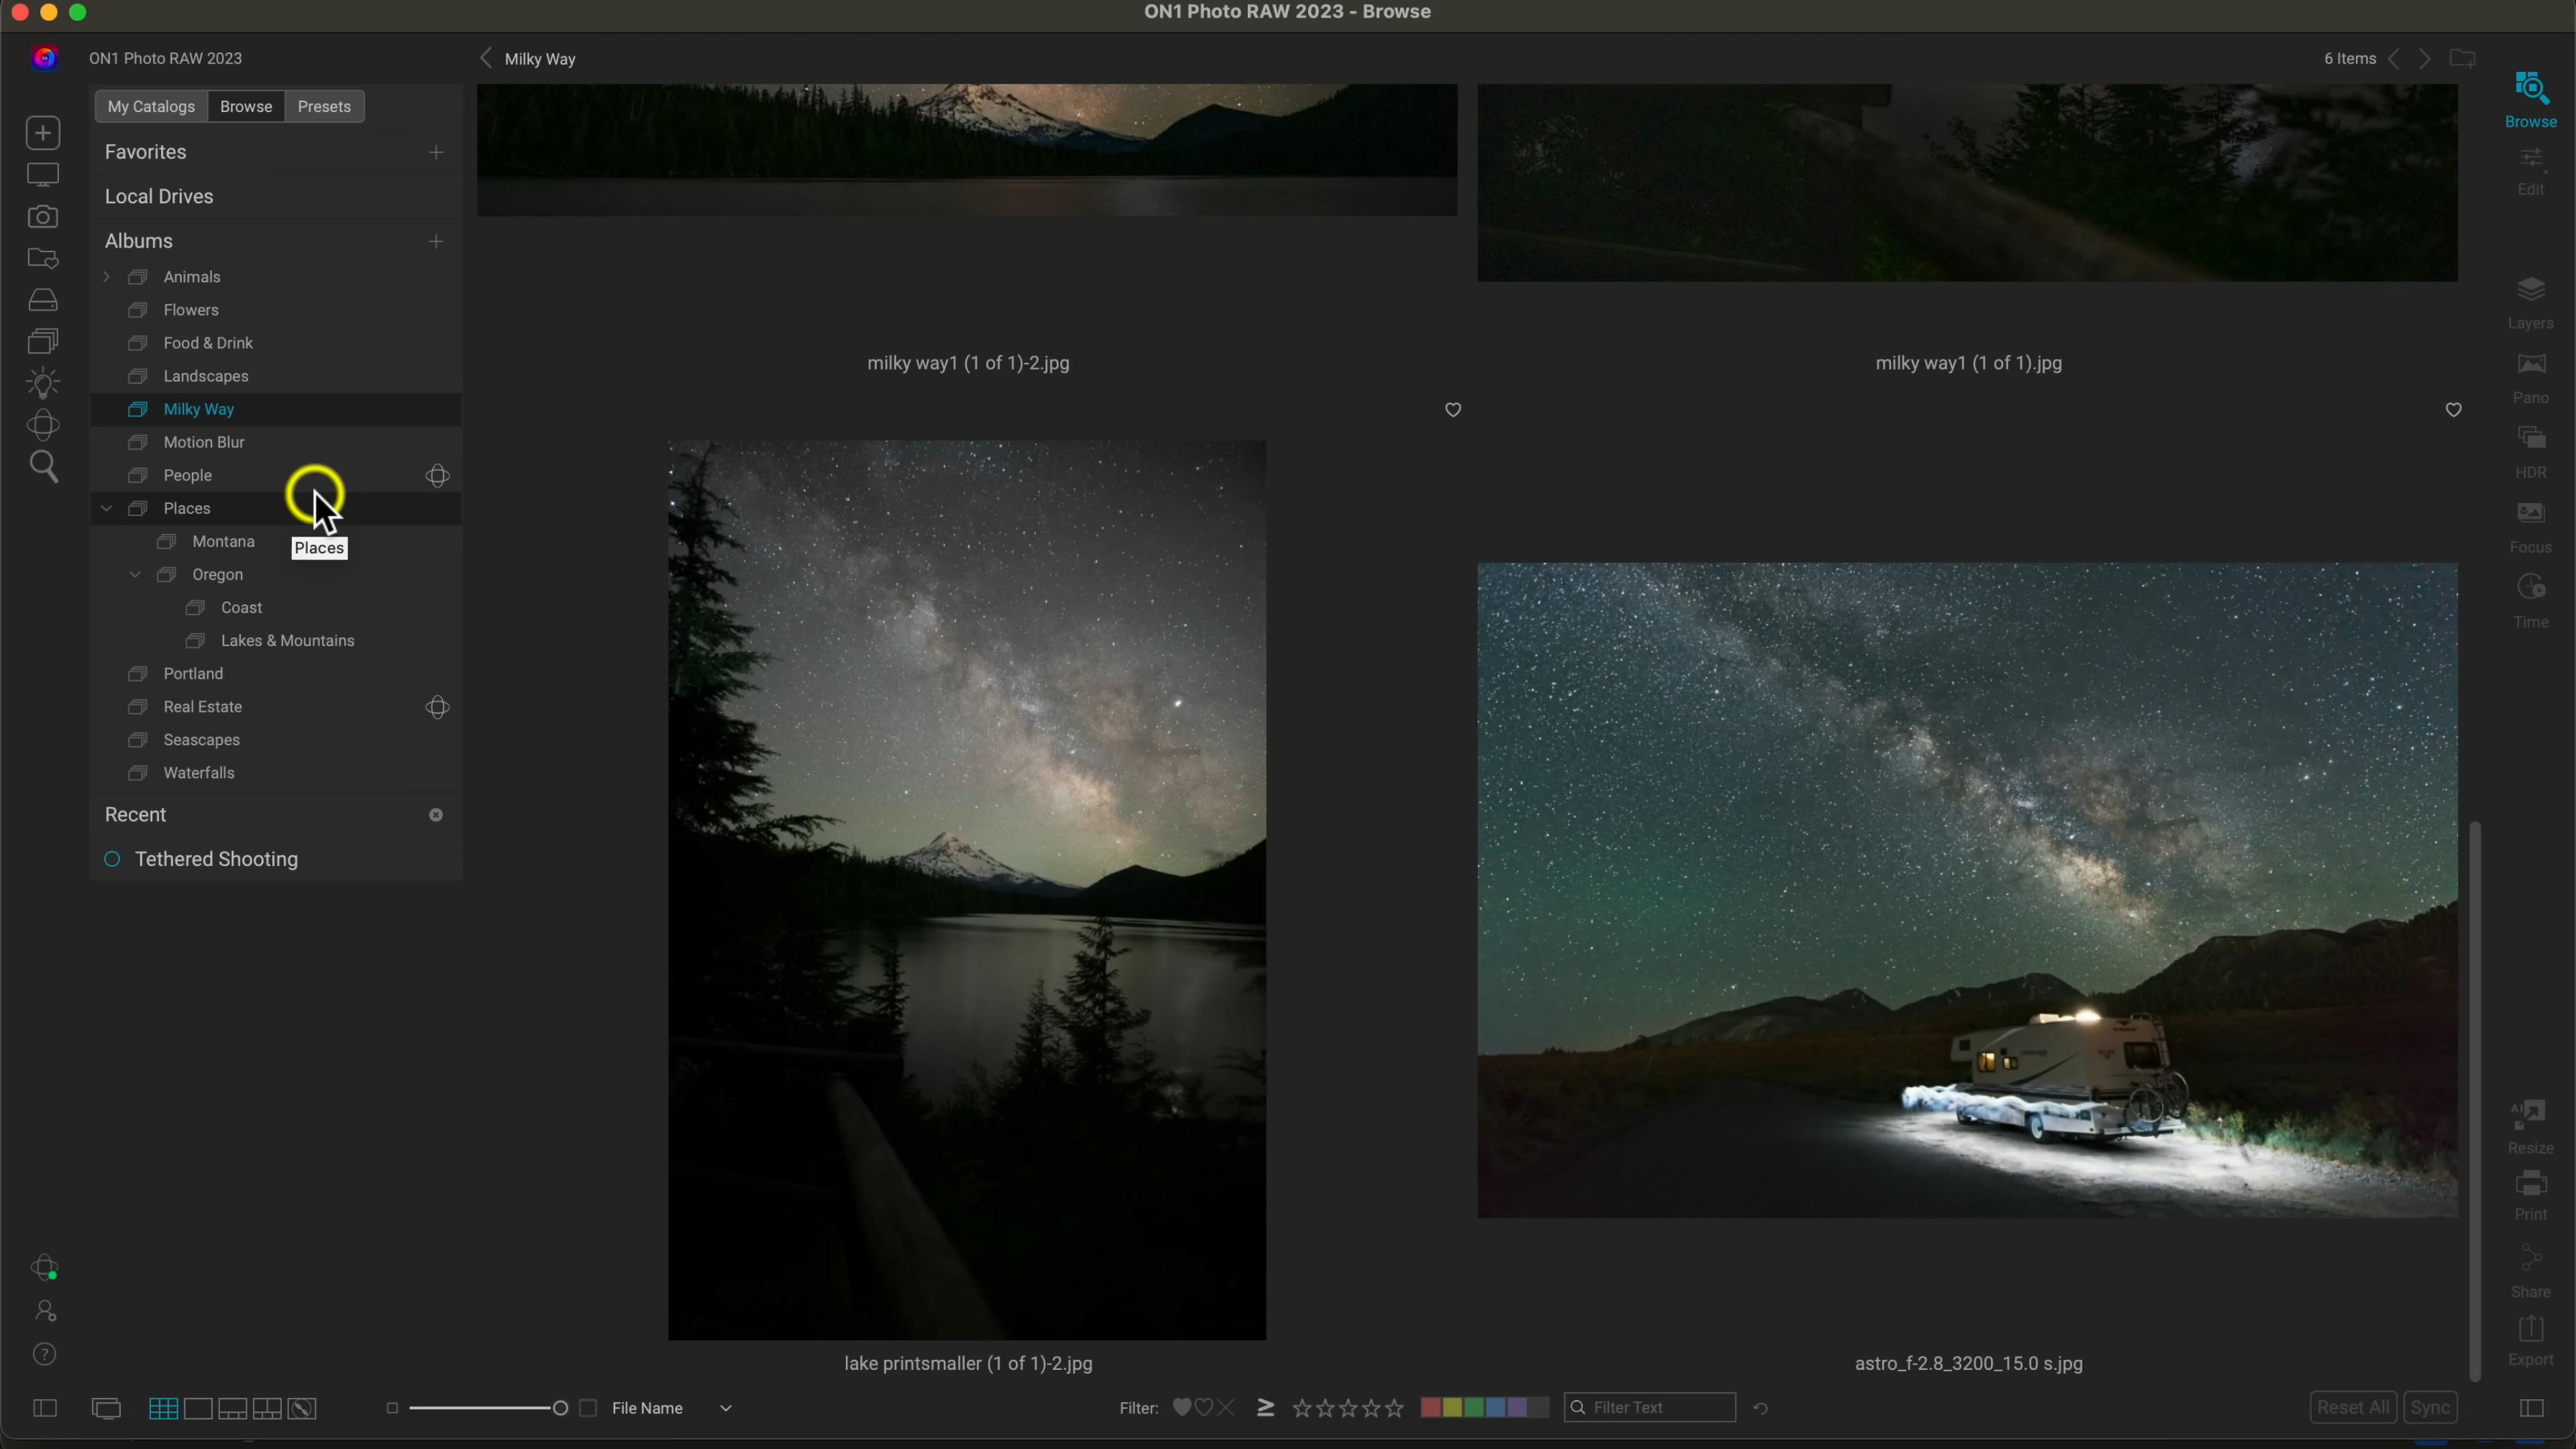 ON1 Photo RAW 2023 - Browse
ON1 Photo RAW 2023
Milky Way
6 Items
My Catalogs Browse Presets
Favorites
Local Drives
Albums
Animals
Flowers
Food & Drink
Landscapes
Milky Way
Motion Blur
People
Places
Places
Montana
Oregon
Coast
Lakes & Mountains
Portland
Real Estate
Seascapes
Waterfalls
Recent
Tethered Shooting
milky way1 (1 of 1)-2.jpg
milky way1 (1 of 1).jpg
lake printsmaller (1 of 1)-2.jpg
astro_f-2.8_3200_15.0 s.jpg
Browse
Edit
Layers
Pano
HDR
Focus
Time
AI
Resize
Print
Share
Export
File Name
Filter:
Filter Text
Reset All
Sync